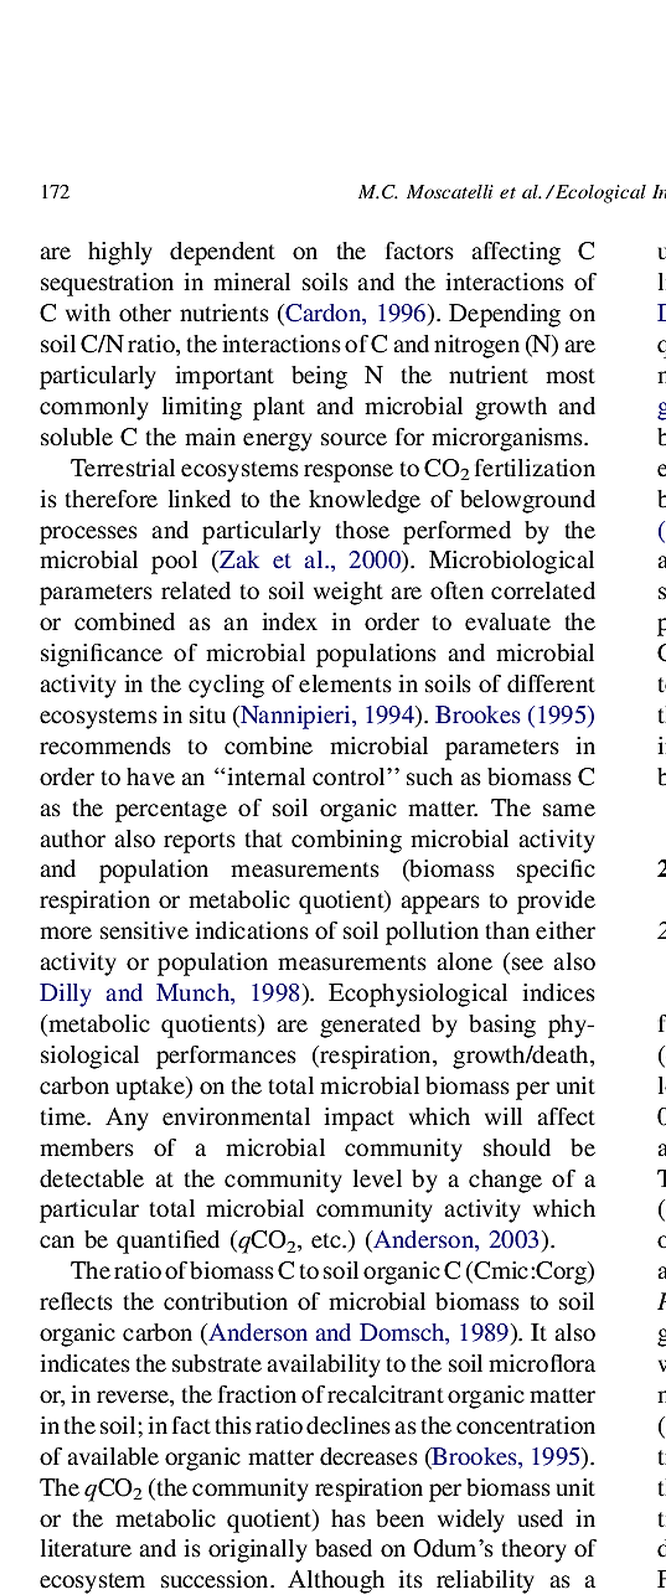 172
M.C. Moscatelli et al. / Ecological
are highly dependent on the factors affecting C
sequestration in mineral soils and the interactions of
C with other nutrients (Cardon, 1996). Depending on
soil C/N ratio, the interactions of C and nitrogen (N) are
particularly important being N the nutrient most
commonly limiting plant and microbial growth and
soluble C the main energy source for microrganisms.
Terrestrial ecosystems response to CO₂ fertilization
is therefore linked to the knowledge of belowground
processes and particularly those performed by the
microbial pool (Zak et al., 2000). Microbiological
parameters related to soil weight are often correlated
or combined as an index in order to evaluate the
significance of microbial populations and microbial
activity in the cycling of elements in soils of different
ecosystems in situ (Nannipieri, 1994). Brookes (1995)
recommends to combine microbial parameters in
order to have an ‘‘internal control’’ such as biomass C
as the percentage of soil organic matter. The same
author also reports that combining microbial activity
and population measurements (biomass specific
respiration or metabolic quotient) appears to provide
more sensitive indications of soil pollution than either
activity or population measurements alone (see also
Dilly and Munch, 1998). Ecophysiological indices
(metabolic quotients) are generated by basing phy-
siological performances (respiration, growth/death,
carbon uptake) on the total microbial biomass per unit
time. Any environmental impact which will affect
members of a microbial community should be
detectable at the community level by a change of a
particular total microbial community activity which
can be quantified (qCO₂, etc.) (Anderson, 2003).
The ratio of biomass C to soil organic C (Cmic:Corg)
reflects the contribution of microbial biomass to soil
organic carbon (Anderson and Domsch, 1989). It also
indicates the substrate availability to the soil microflora
or, in reverse, the fraction of recalcitrant organic matter
in the soil; in fact this ratio declines as the concentration
of available organic matter decreases (Brookes, 1995).
The qCO₂ (the community respiration per biomass unit
or the metabolic quotient) has been widely used in
literature and is originally based on Odum’s theory of
ecosystem succession. Although its reliability as a